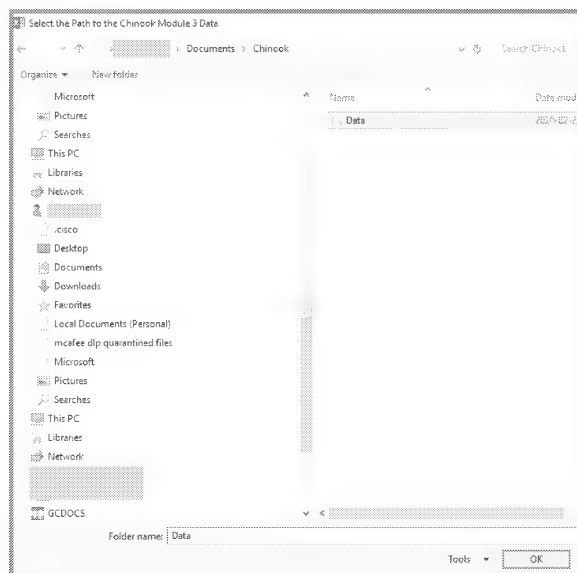 Select the Path to the Chinook Module 3 Data
Documents > Chinook
Search Chinook
Organize
New folder
Name
Date mod
Data
Microsoft
Pictures
Searches
This PC
Libraries
Network
.cisco
Desktop
Documents
Downloads
Favorites
Local Documents (Personal)
mcafee dlp quarantined files
Microsoft
Pictures
Searches
This PC
Libraries
Network
GCDOCS
Folder name: Data
Tools
OK